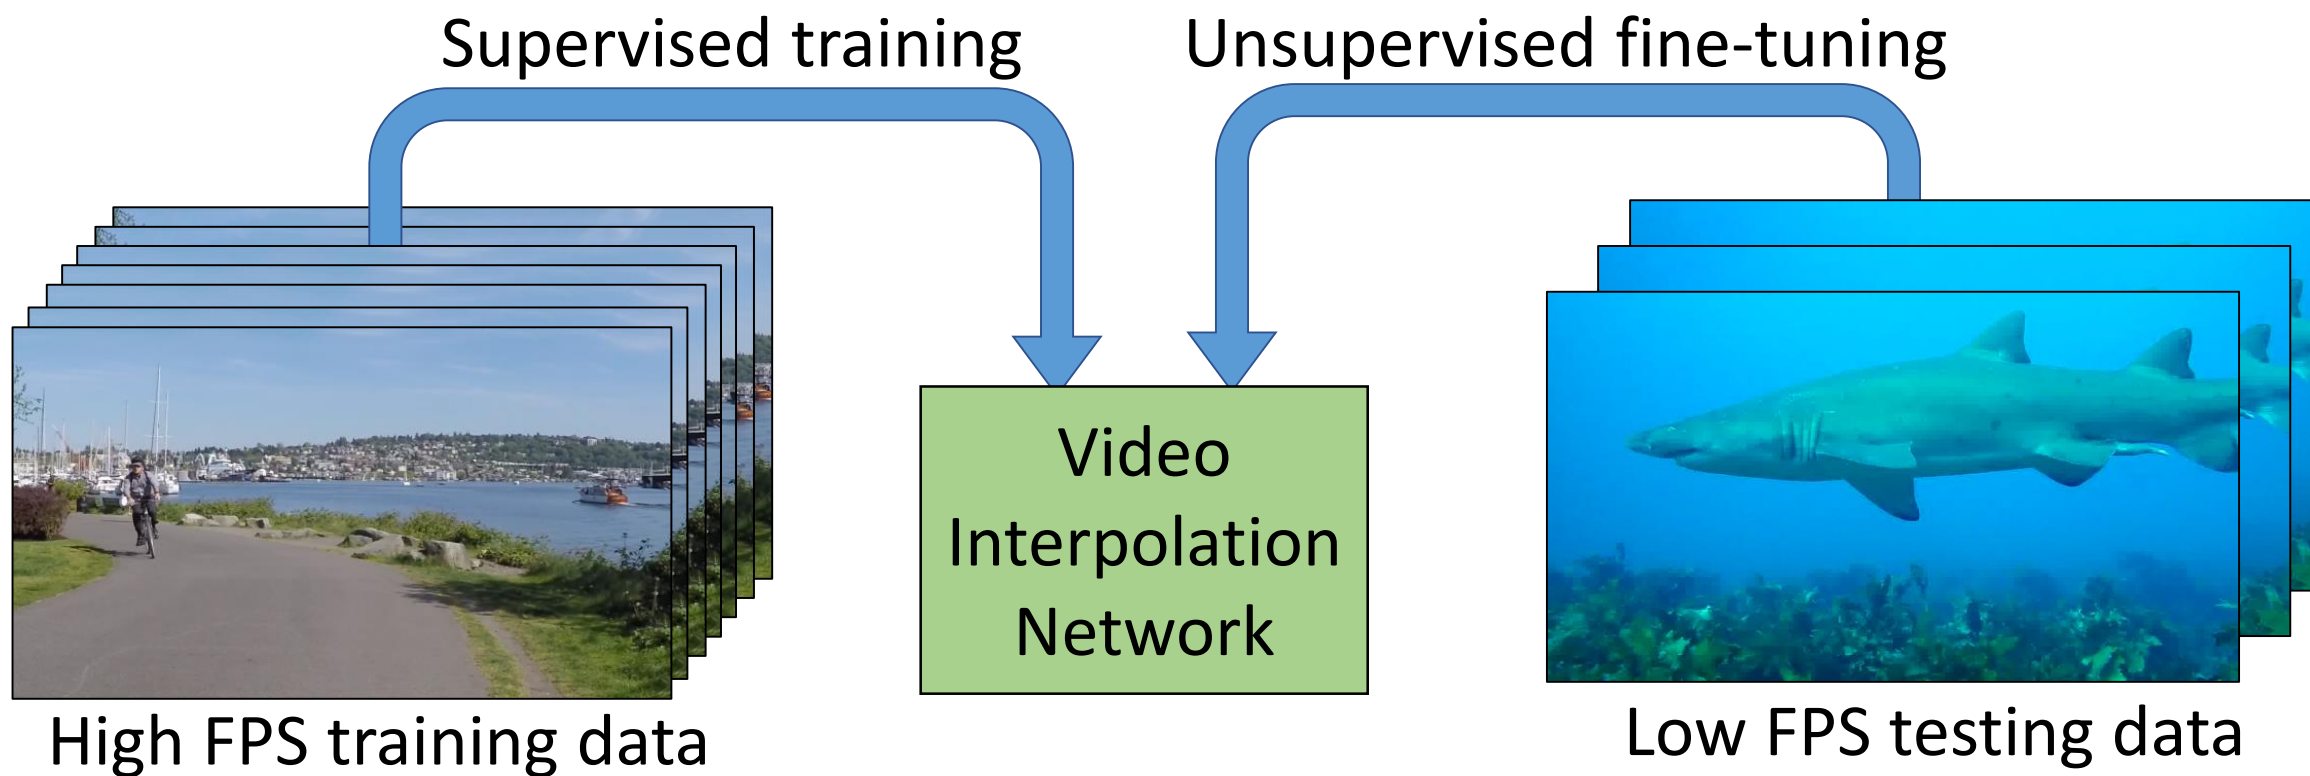 Supervised training
Unsupervised fine-tuning
Video
Interpolation
Network
High FPS training data
Low FPS testing data